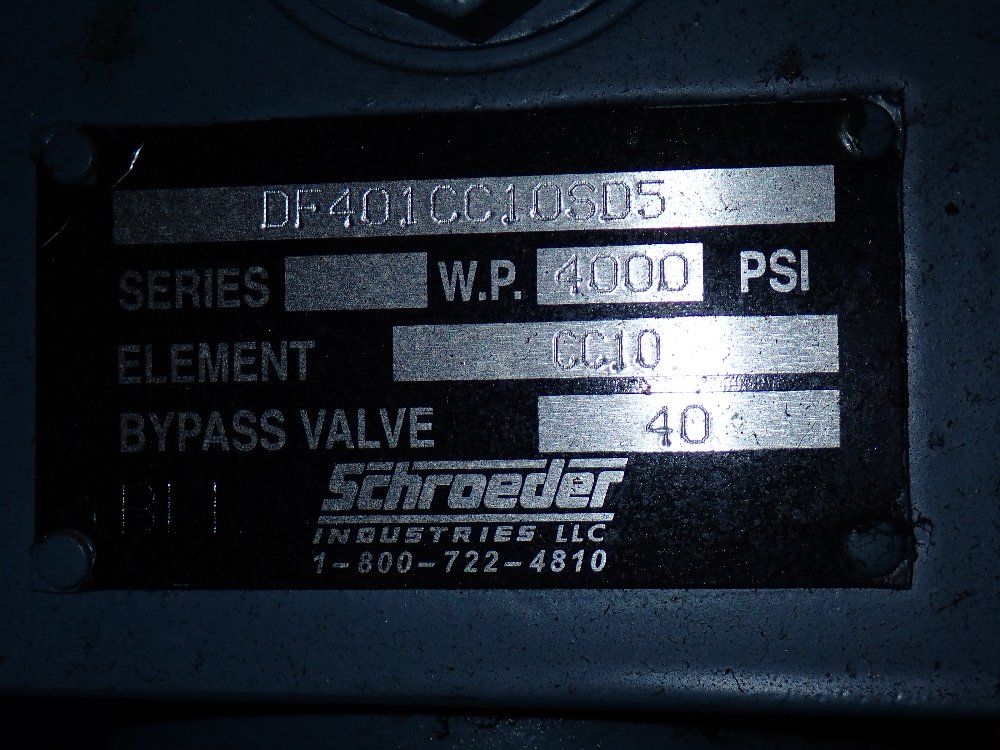 DF401CC10SD5
SERIES W.P. 4000 PSI
ELEMENT CC10
BYPASS VALVE 40
Schroeder
INDUSTRIES LLC
1-800-722-4810